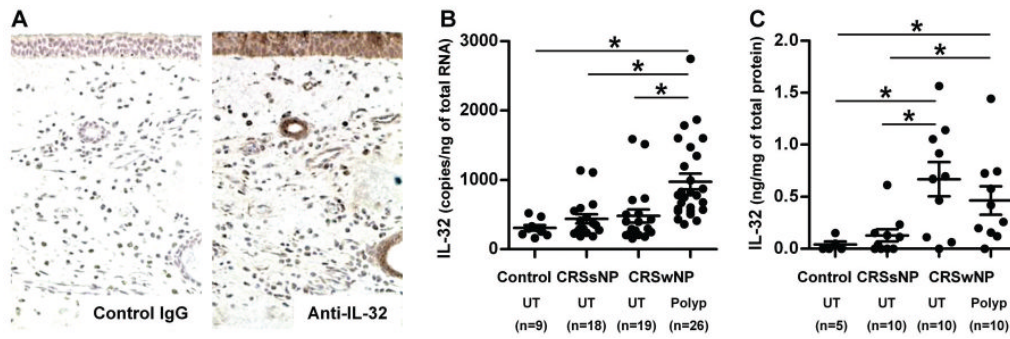 A
Control IgG
Anti-IL-32
B
IL-32 (copies/ng of total RNA)
3000
2000
1000
0
* 
*
*
Control CRSsNP CRSwNP
UT UT UT Polyp
(n=9) (n=18) (n=19) (n=26)
C
IL-32 (ng/mg of total protein)
2.0
1.5
1.0
0.5
0.0
*
*
*
*
Control CRSsNP CRSwNP
UT UT UT Polyp
(n=5) (n=10) (n=10) (n=10)